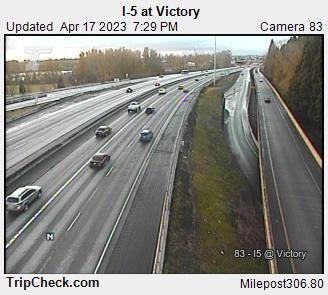 I-5 at Victory
Updated Apr 17 2023 7:29 PM Camera 83
N
83 - I5 @ Victory
TripCheck.com Milepost306.80